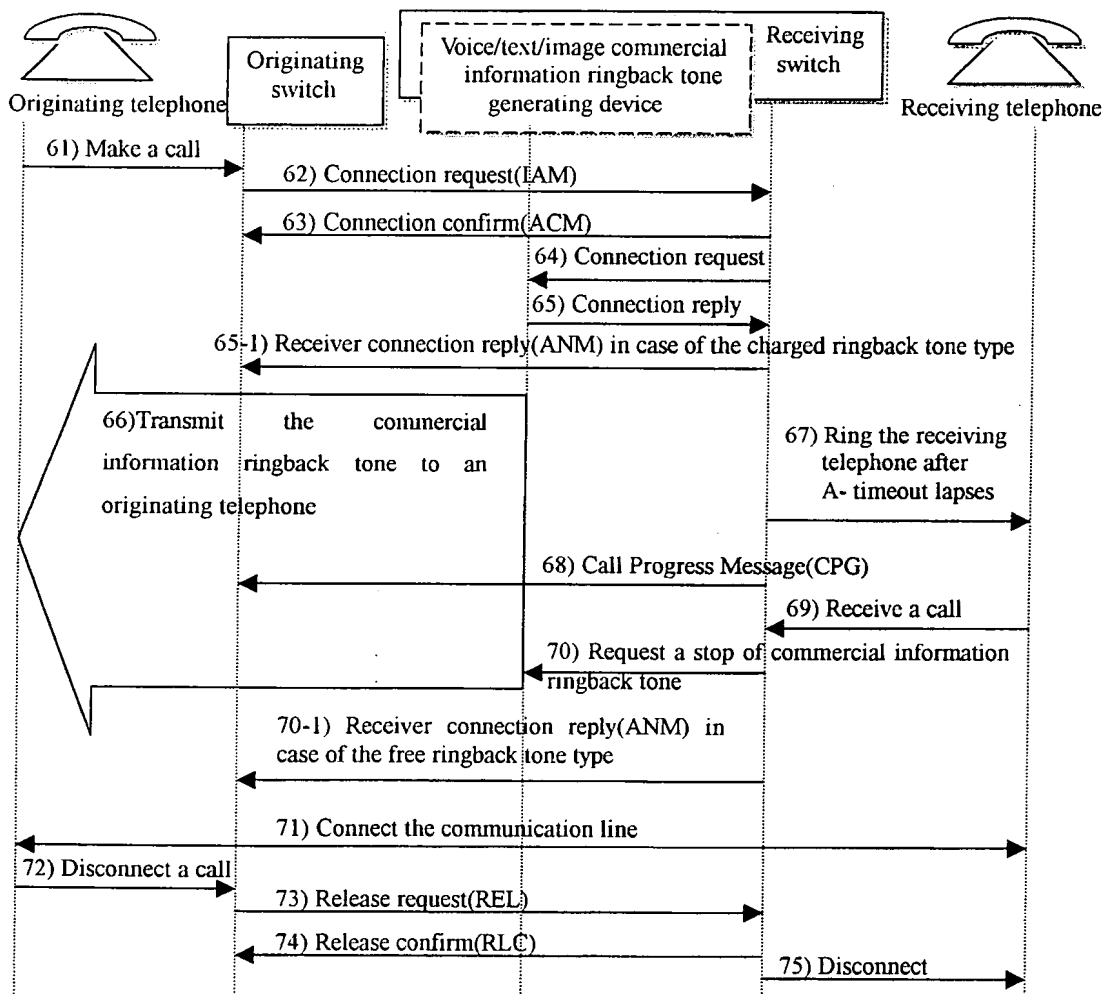 Originating telephone
Originating
switch
Voice/text/image commercial
information ringback tone
generating device
Receiving
switch
Receiving telephone
61) Make a call
62) Connection request(IAM)
63) Connection confirm(ACM)
64) Connection request
65) Connection reply
65-1) Receiver connection reply(ANM) in case of the charged ringback tone type
66)Transmit the commercial
information ringback tone to an
originating telephone
67) Ring the receiving
telephone after
A- timeout lapses
68) Call Progress Message(CPG)
69) Receive a call
70) Request a stop of commercial information
ringback tone
70-1) Receiver connection reply(ANM) in
case of the free ringback tone type
71) Connect the communication line
72) Disconnect a call
73) Release request(REL)
74) Release confirm(RLC)
75) Disconnect